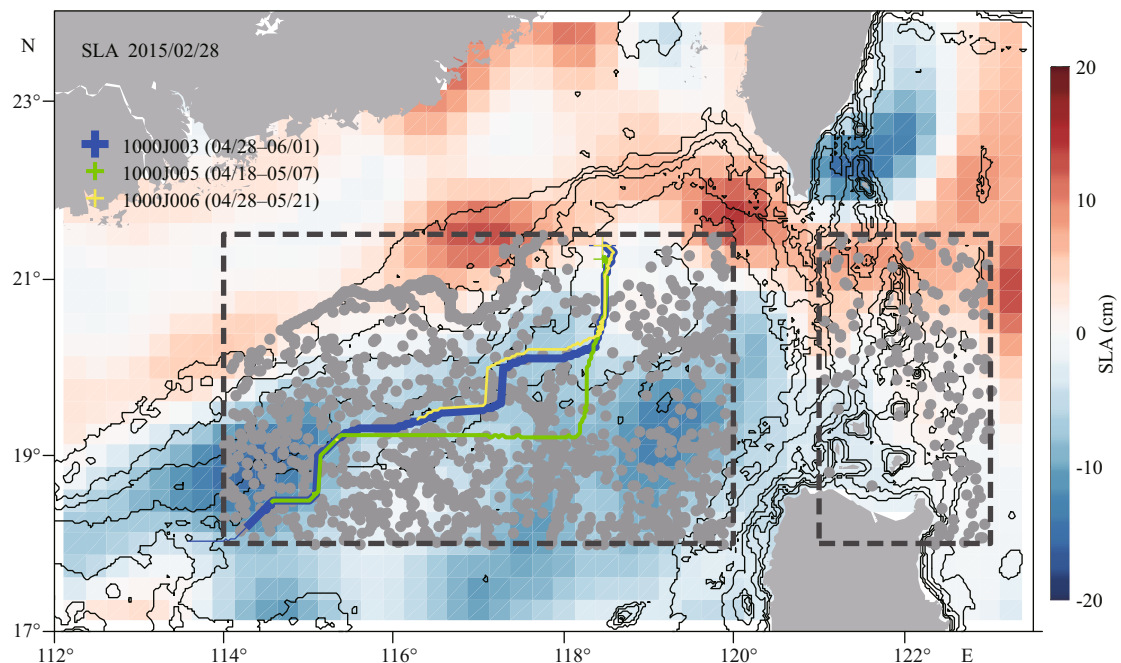 N
SLA 2015/02/28
1000J003 (04/28–06/01)
1000J005 (04/18–05/07)
1000J006 (04/28–05/21)
23°
21°
19°
17°
112°
114°
116°
118°
120°
122°
E
20
10
0
-10
-20
SLA (cm)